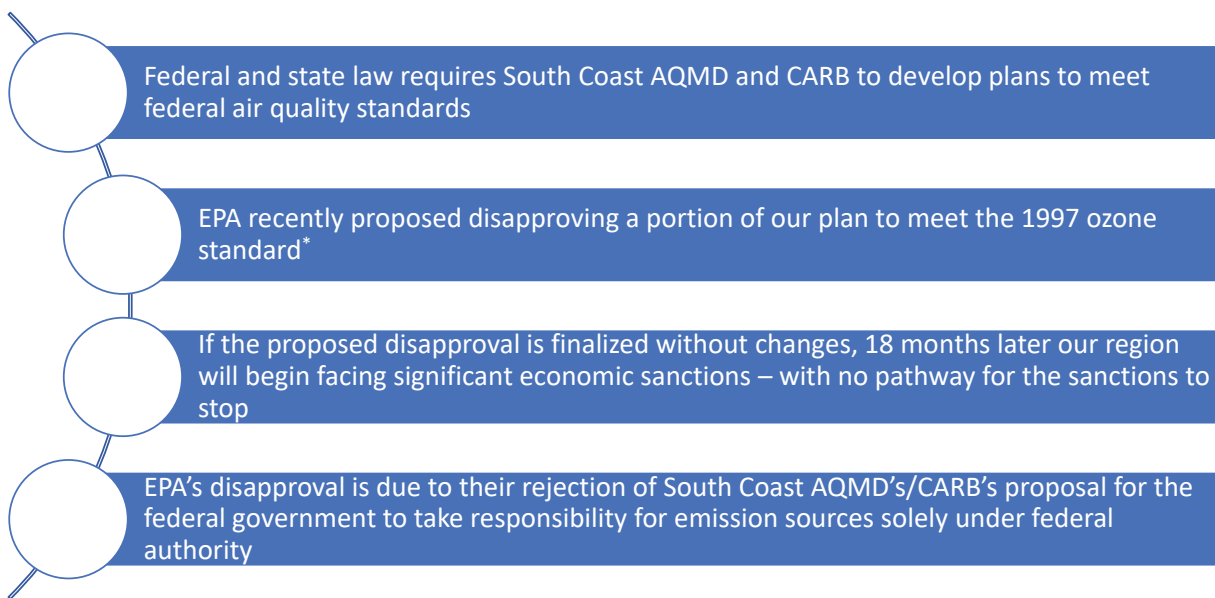 Federal and state law requires South Coast AQMD and CARB to develop plans to meet
federal air quality standards
EPA recently proposed disapproving a portion of our plan to meet the 1997 ozone
standard*
If the proposed disapproval is finalized without changes, 18 months later our region
will begin facing significant economic sanctions – with no pathway for the sanctions to
stop
EPA’s disapproval is due to their rejection of South Coast AQMD’s/CARB’s proposal for the
federal government to take responsibility for emission sources solely under federal
authority